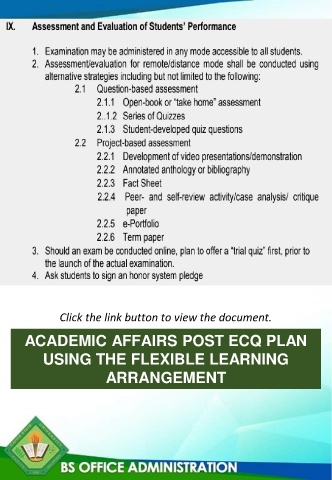 IX. Assessment and Evaluation of Students' Performance
1. Examination may be administered in any mode accessible to all students.
2. Assessment/evaluation for remote/distance mode shall be conducted using
alternative strategies including but not limited to the following:
2.1 Question-based assessment
2.1.1 Open-book or “take home” assessment
2..1.2 Series of Quizzes
2.1.3 Student-developed quiz questions
2.2 Project-based assessment
2.2.1 Development of video presentations/demonstration
2.2.2 Annotated anthology or bibliography
2.2.3 Fact Sheet
2.2.4 Peer- and self-review activity/case analysis/ critique
paper
2.2.5 e-Portfolio
2.2.6 Term paper
3. Should an exam be conducted online, plan to offer a “trial quiz” first, prior to
the launch of the actual examination.
4. Ask students to sign an honor system pledge
Click the link button to view the document.
ACADEMIC AFFAIRS POST ECQ PLAN
USING THE FLEXIBLE LEARNING
ARRANGEMENT
BS OFFICE ADMINISTRATION